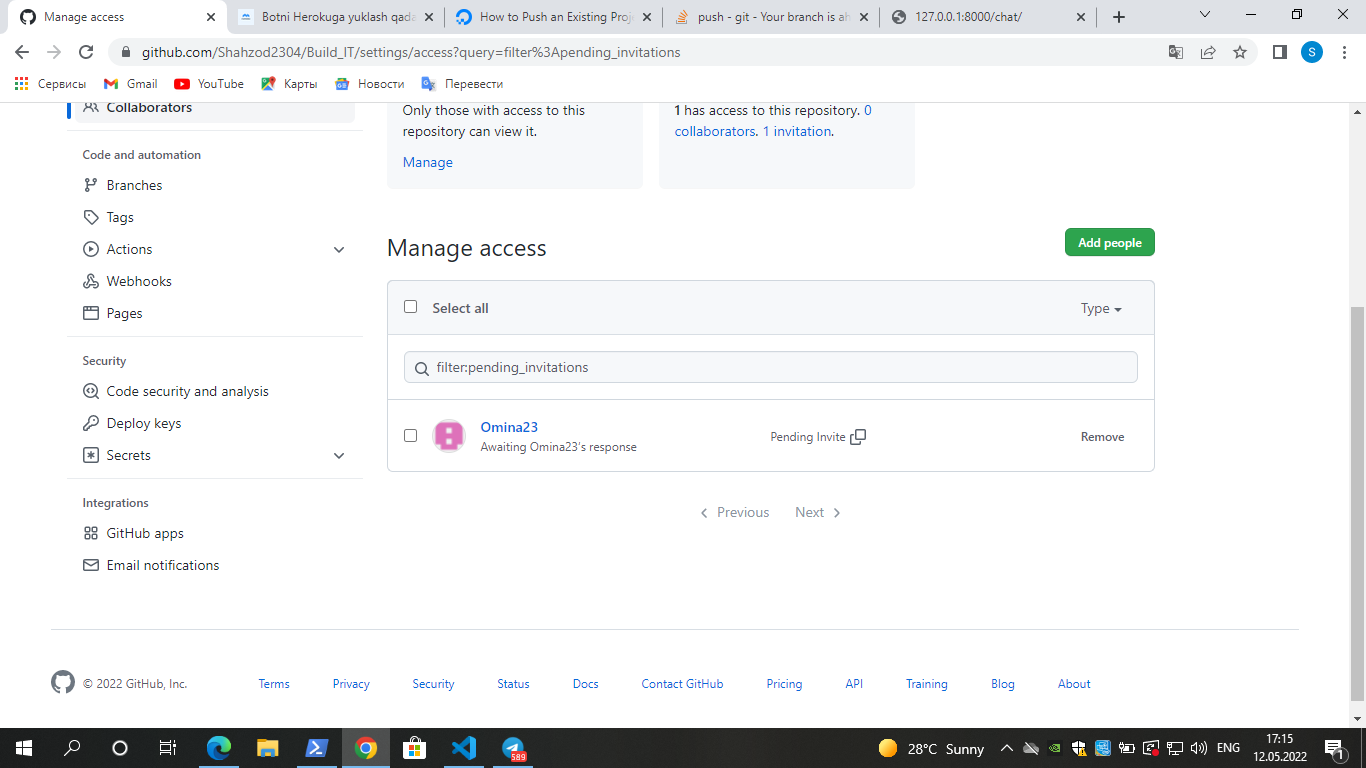 Manage access
Botni Herokuga yuklash qada
How to Push an Existing Proj
push - git - Your branch is ah
127.0.0.1:8000/chat/
github.com/Shahzod2304/Build_IT/settings/access?query=filter%3Apending_invitations
S
Сервисы
Gmail
YouTube
Карты
Новости
Перевести
Collaborators
Code and automation
Branches
Tags
Actions
Webhooks
Pages
Security
Code security and analysis
Deploy keys
Secrets
Integrations
GitHub apps
Email notifications
Only those with access to this
repository can view it.
Manage
1 has access to this repository. 0
collaborators. 1 invitation.
Manage access
Add people
Select all
Type
filter:pending_invitations
Omina23
Awaiting Omina23's response
Pending Invite
Remove
Previous
Next
© 2022 GitHub, Inc.
Terms
Privacy
Security
Status
Docs
Contact GitHub
Pricing
API
Training
Blog
About
589
28°C Sunny
ENG
17:15
12.05.2022
1